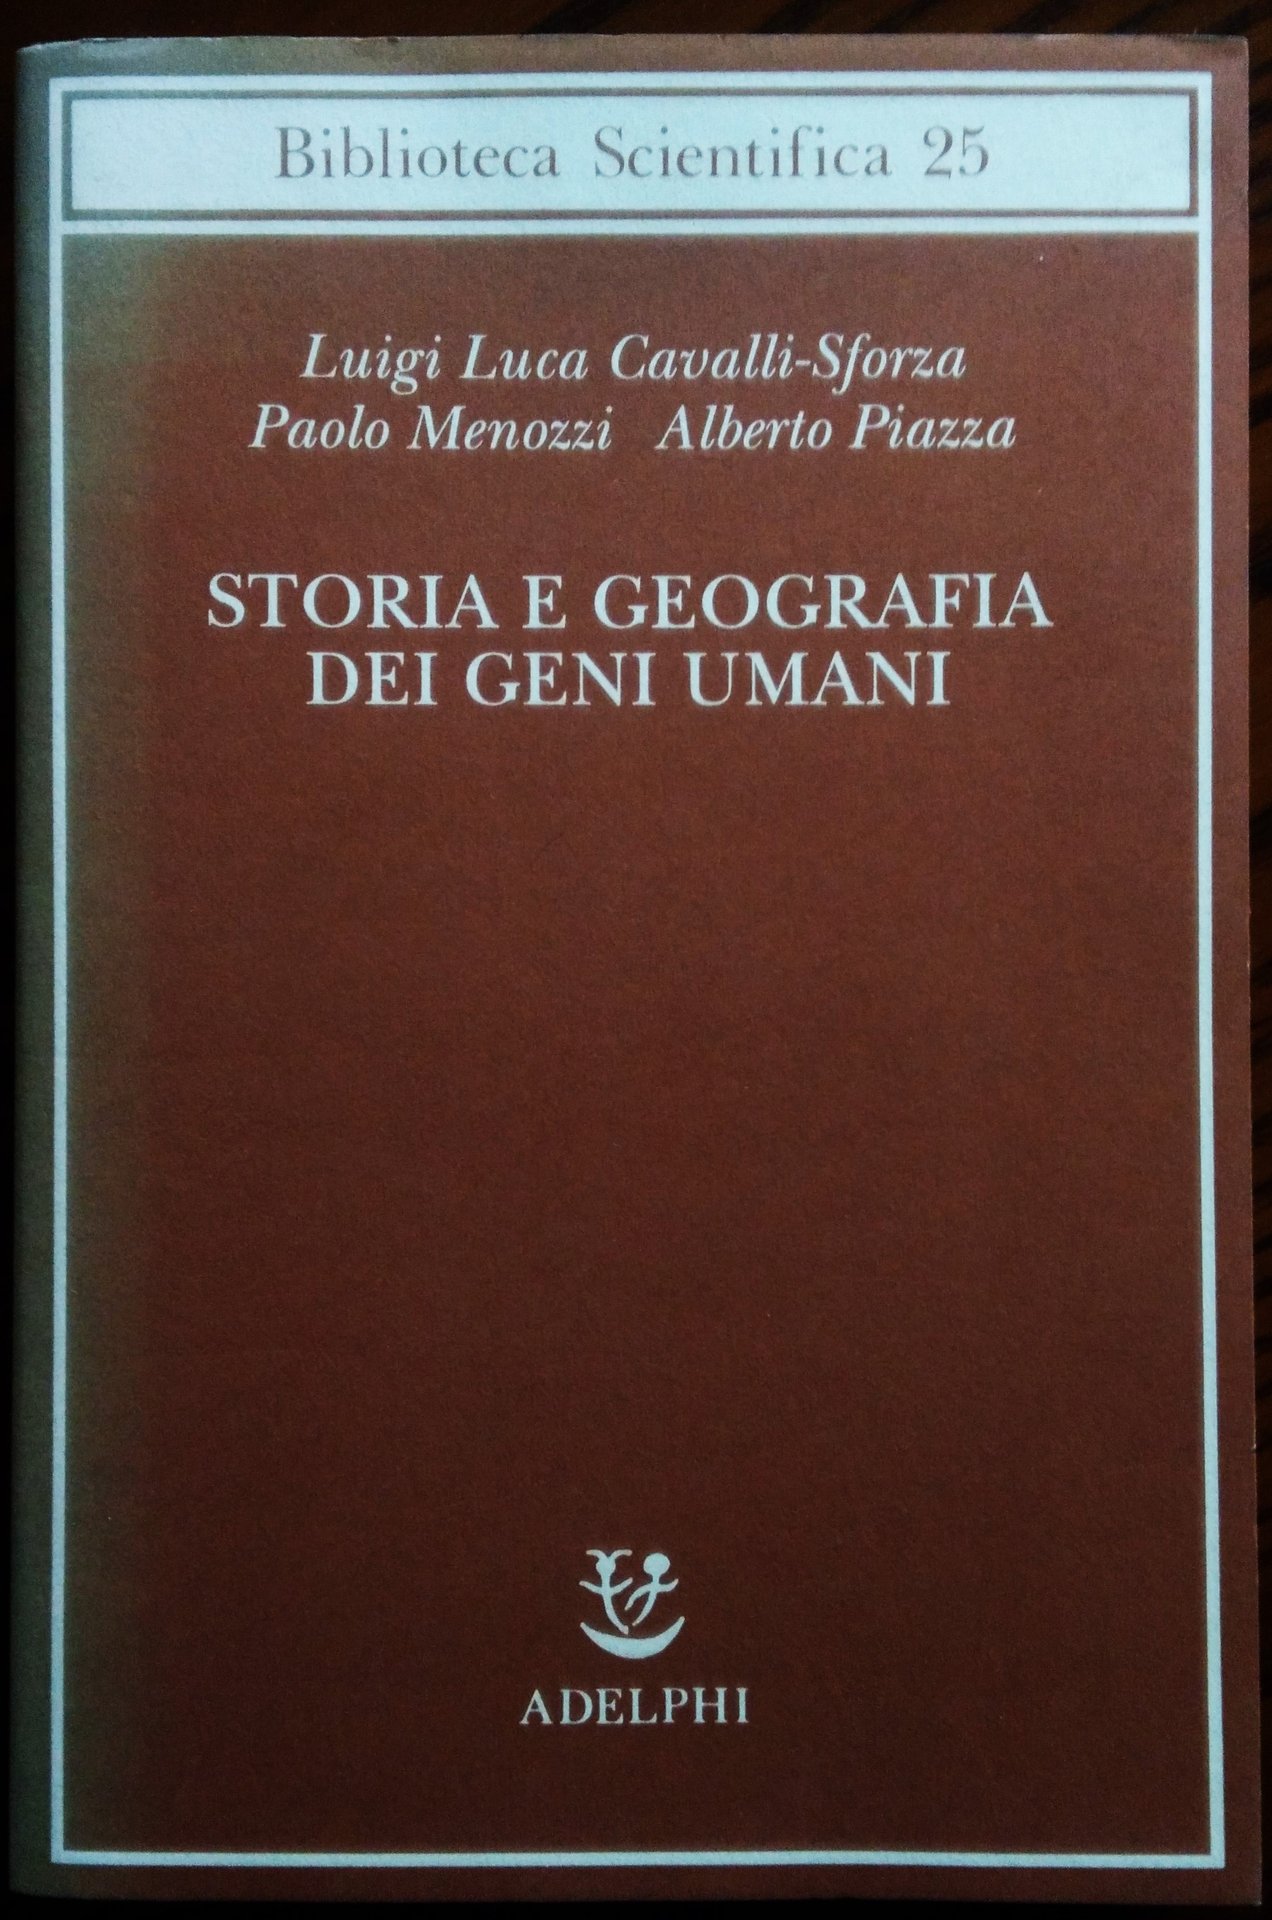 Biblioteca Scientifica 25
Luigi Luca Cavalli-Sforza
Paolo Menozzi Alberto Piazza
STORIA E GEOGRAFIA
DEI GENI UMANI
ADELPHI